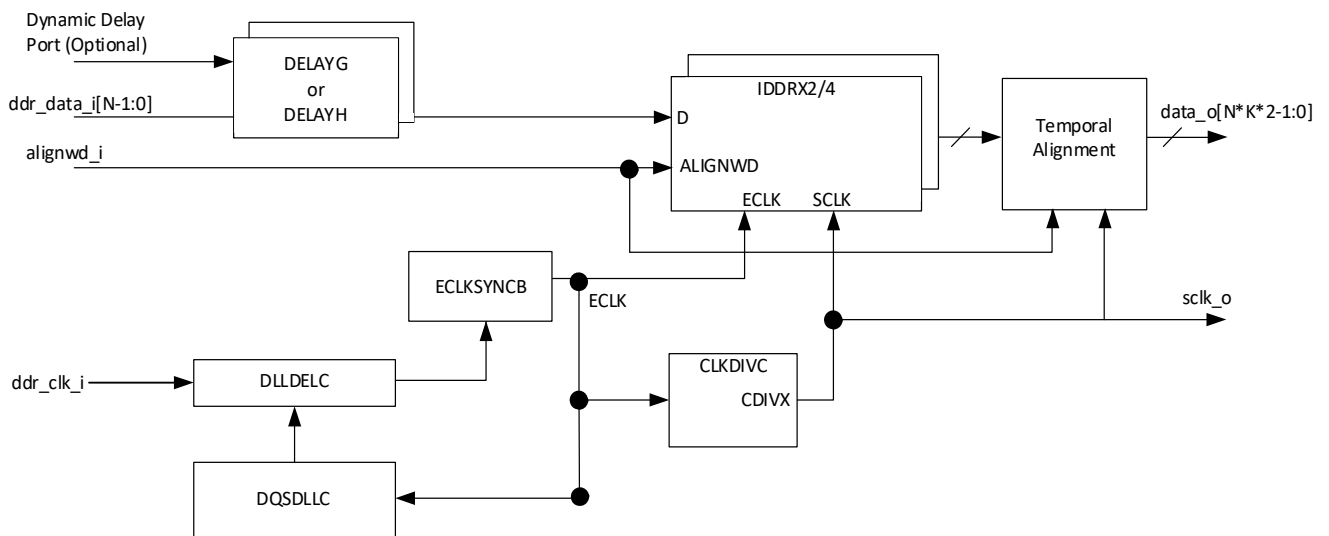 Dynamic Delay
Port (Optional)
DELAYG
or
DELAYH
ddr_data_i[N-1:0]
alignwd_i
IDDRX2/4
D
ALIGNWD
ECLK
SCLK
Temporal
Alignment
data_o[N*K*2-1:0]
ECLKSYNCB
ECLK
sclk_o
ddr_clk_i
DLLDELC
CLKDIVC
CDIVX
DQSDLLC